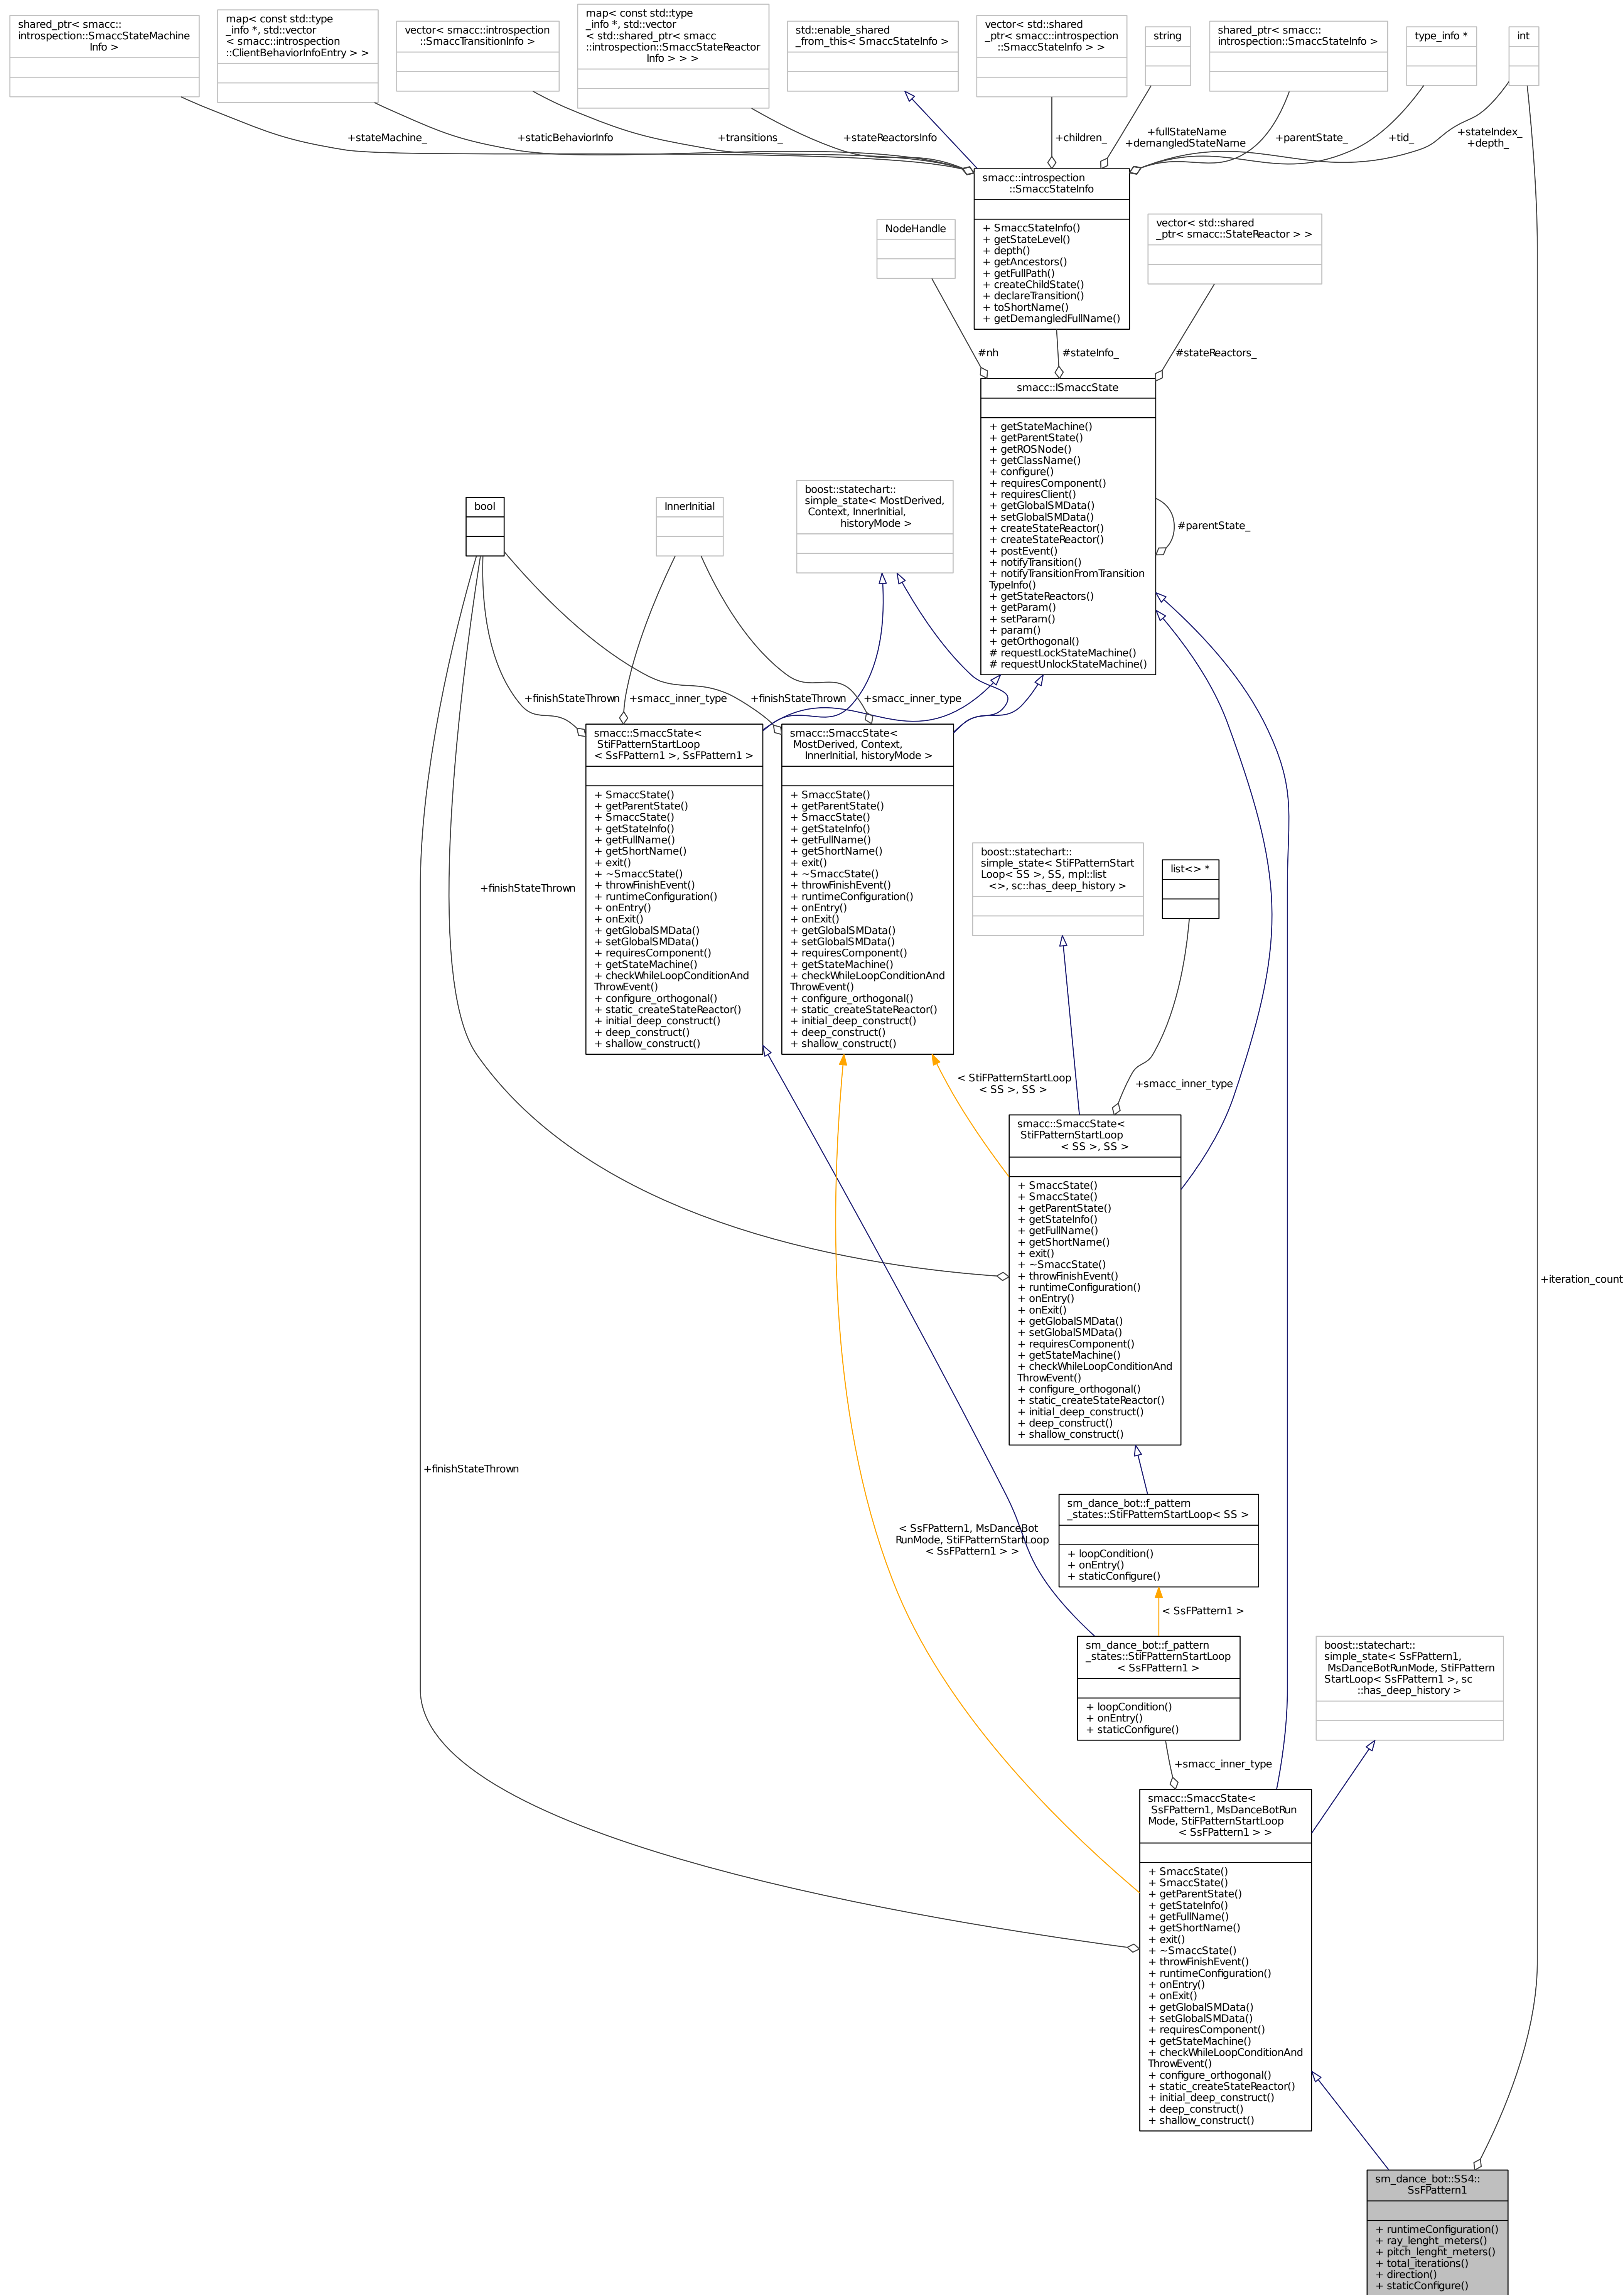 shared_ptr< smacc::
introspection::SmaccStateMachine
Info >
map< const std::type
_info *, std::vector
< smacc::introspection
::ClientBehaviorInfoEntry > >
vector< smacc::introspection
::SmaccTransitionInfo >
map< const std::type
_info *, std::vector
< std::shared_ptr< smacc
::introspection::SmaccStateReactor
Info > > >
std::enable_shared
_from_this< SmaccStateInfo >
vector< std::shared
_ptr< smacc::introspection
::SmaccStateInfo > >
string
shared_ptr< smacc::
introspection::SmaccStateInfo >
type_info *
int
+stateMachine_
+staticBehaviorInfo
+transitions_
+stateReactorsInfo
+children_
+fullStateName
+demangledStateName
+parentState_
+tid_
+stateIndex_
+depth_
smacc::introspection
::SmaccStateInfo
+ SmaccStateInfo()
+ getStateLevel()
+ depth()
+ getAncestors()
+ getFullPath()
+ createChildState()
+ declareTransition()
+ toShortName()
+ getDemangledFullName()
NodeHandle
vector< std::shared
_ptr< smacc::StateReactor > >
#nh
#stateInfo_
#stateReactors_
smacc::ISmaccState
+ getStateMachine()
+ getParentState()
+ getROSNode()
+ getClassName()
+ configure()
+ requiresComponent()
+ requiresClient()
+ getGlobalSMData()
+ setGlobalSMData()
+ createStateReactor()
+ createStateReactor()
+ postEvent()
+ notifyTransition()
+ notifyTransitionFromTransition
TypeInfo()
+ getStateReactors()
+ getParam()
+ setParam()
+ param()
+ getOrthogonal()
# requestLockStateMachine()
# requestUnlockStateMachine()
#parentState_
bool
InnerInitial
boost::statechart::
simple_state< MostDerived,
Context, InnerInitial,
historyMode >
+finishStateThrown
+smacc_inner_type
+finishStateThrown
+smacc_inner_type
smacc::SmaccState<
StiFPatternStartLoop
< SsFPattern1 >, SsFPattern1 >
+ SmaccState()
+ getParentState()
+ SmaccState()
+ getStateInfo()
+ getFullName()
+ getShortName()
+ exit()
+ ~SmaccState()
+ throwFinishEvent()
+ runtimeConfiguration()
+ onEntry()
+ onExit()
+ getGlobalSMData()
+ setGlobalSMData()
+ requiresComponent()
+ getStateMachine()
+ checkWhileLoopConditionAnd
ThrowEvent()
+ configure_orthogonal()
+ static_createStateReactor()
+ initial_deep_construct()
+ deep_construct()
+ shallow_construct()
smacc::SmaccState<
MostDerived, Context,
InnerInitial, historyMode >
+ SmaccState()
+ getParentState()
+ SmaccState()
+ getStateInfo()
+ getFullName()
+ getShortName()
+ exit()
+ ~SmaccState()
+ throwFinishEvent()
+ runtimeConfiguration()
+ onEntry()
+ onExit()
+ getGlobalSMData()
+ setGlobalSMData()
+ requiresComponent()
+ getStateMachine()
+ checkWhileLoopConditionAnd
ThrowEvent()
+ configure_orthogonal()
+ static_createStateReactor()
+ initial_deep_construct()
+ deep_construct()
+ shallow_construct()
+finishStateThrown
boost::statechart::
simple_state< StiFPatternStart
Loop< SS >, SS, mpl::list
<>, sc::has_deep_history >
list<> *
< StiFPatternStartLoop
< SS >, SS >
+smacc_inner_type
smacc::SmaccState<
StiFPatternStartLoop
< SS >, SS >
+ SmaccState()
+ SmaccState()
+ getParentState()
+ getStateInfo()
+ getFullName()
+ getShortName()
+ exit()
+ ~SmaccState()
+ throwFinishEvent()
+ runtimeConfiguration()
+ onEntry()
+ onExit()
+ getGlobalSMData()
+ setGlobalSMData()
+ requiresComponent()
+ getStateMachine()
+ checkWhileLoopConditionAnd
ThrowEvent()
+ configure_orthogonal()
+ static_createStateReactor()
+ initial_deep_construct()
+ deep_construct()
+ shallow_construct()
+iteration_count
+finishStateThrown
< SsFPattern1, MsDanceBot
RunMode, StiFPatternStartLoop
< SsFPattern1 > >
sm_dance_bot::f_pattern
_states::StiFPatternStartLoop< SS >
+ loopCondition()
+ onEntry()
+ staticConfigure()
< SsFPattern1 >
sm_dance_bot::f_pattern
_states::StiFPatternStartLoop
< SsFPattern1 >
+ loopCondition()
+ onEntry()
+ staticConfigure()
boost::statechart::
simple_state< SsFPattern1,
MsDanceBotRunMode, StiFPattern
StartLoop< SsFPattern1 >, sc
::has_deep_history >
+smacc_inner_type
smacc::SmaccState<
SsFPattern1, MsDanceBotRun
Mode, StiFPatternStartLoop
< SsFPattern1 > >
+ SmaccState()
+ SmaccState()
+ getParentState()
+ getStateInfo()
+ getFullName()
+ getShortName()
+ exit()
+ ~SmaccState()
+ throwFinishEvent()
+ runtimeConfiguration()
+ onEntry()
+ onExit()
+ getGlobalSMData()
+ setGlobalSMData()
+ requiresComponent()
+ getStateMachine()
+ checkWhileLoopConditionAnd
ThrowEvent()
+ configure_orthogonal()
+ static_createStateReactor()
+ initial_deep_construct()
+ deep_construct()
+ shallow_construct()
sm_dance_bot::SS4::
SsFPattern1
+ runtimeConfiguration()
+ ray_lenght_meters()
+ pitch_lenght_meters()
+ total_iterations()
+ direction()
+ staticConfigure()